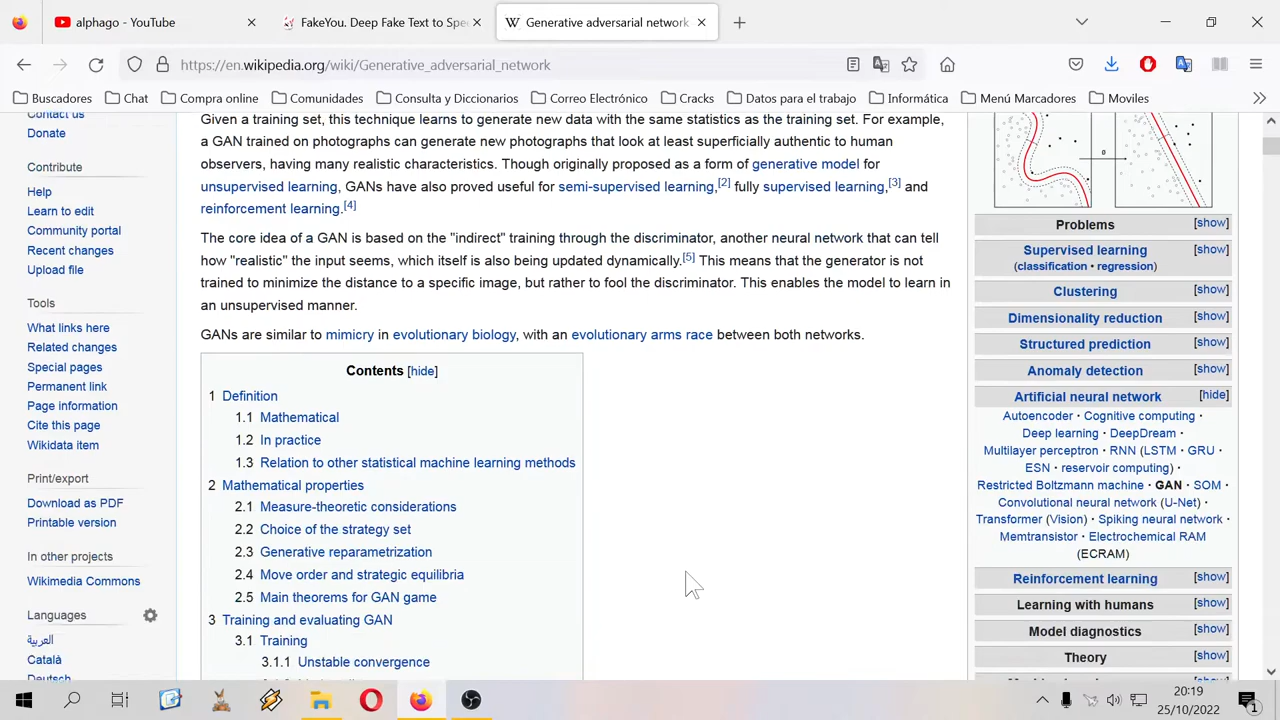 alphago - YouTube
FakeYou. Deep Fake Text to Spe
Generative adversarial network
https://en.wikipedia.org/wiki/Generative_adversarial_network
Buscadores
Chat
Compra online
Comunidades
Consulta y Diccionarios
Correo Electrónico
Cracks
Datos para el trabajo
Informática
Menú Marcadores
Moviles
Contact us
Donate
Contribute
Help
Learn to edit
Community portal
Recent changes
Upload file
Tools
What links here
Related changes
Special pages
Permanent link
Page information
Cite this page
Wikidata item
Print/export
Download as PDF
Printable version
In other projects
Wikimedia Commons
Languages
العربية
Català
Deutsch
Given a training set, this technique learns to generate new data with the same statistics as the training set. For example,
a GAN trained on photographs can generate new photographs that look at least superficially authentic to human
observers, having many realistic characteristics. Though originally proposed as a form of generative model for
unsupervised learning, GANs have also proved useful for semi-supervised learning,[2] fully supervised learning,[3] and
reinforcement learning.[4]
The core idea of a GAN is based on the "indirect" training through the discriminator, another neural network that can tell
how "realistic" the input seems, which itself is also being updated dynamically.[5] This means that the generator is not
trained to minimize the distance to a specific image, but rather to fool the discriminator. This enables the model to learn in
an unsupervised manner.
GANs are similar to mimicry in evolutionary biology, with an evolutionary arms race between both networks.
Contents [hide]
1 Definition
1.1 Mathematical
1.2 In practice
1.3 Relation to other statistical machine learning methods
2 Mathematical properties
2.1 Measure-theoretic considerations
2.2 Choice of the strategy set
2.3 Generative reparametrization
2.4 Move order and strategic equilibria
2.5 Main theorems for GAN game
3 Training and evaluating GAN
3.1 Training
3.1.1 Unstable convergence
Problems [show]
Supervised learning [show]
(classification • regression)
Clustering [show]
Dimensionality reduction [show]
Structured prediction [show]
Anomaly detection [show]
Artificial neural network [hide]
Autoencoder · Cognitive computing ·
Deep learning · DeepDream ·
Multilayer perceptron · RNN (LSTM · GRU ·
ESN · reservoir computing) ·
Restricted Boltzmann machine · GAN · SOM ·
Convolutional neural network (U-Net) ·
Transformer (Vision) · Spiking neural network ·
Memtransistor · Electrochemical RAM
(ECRAM)
Reinforcement learning [show]
Learning with humans [show]
Model diagnostics [show]
Theory [show]
20:19
25/10/2022
1